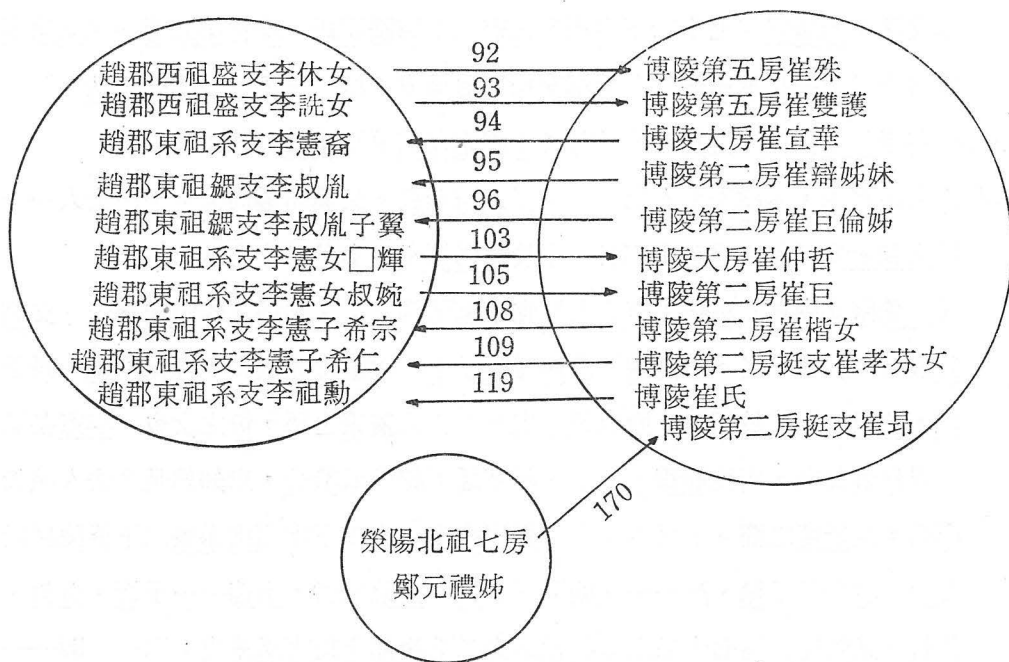 趙郡西祖盛支李休女 92 博陵第五房崔殊
趙郡西祖盛支李詵女 93 博陵第五房崔雙護
趙郡東祖系支李憲裔 94 博陵大房崔宣華
趙郡東祖勰支李叔胤 95 博陵第二房崔辯姊妹
趙郡東祖勰支李叔胤子翼 96 博陵第二房崔巨倫姊
趙郡東祖系支李憲女□輝 103 博陵大房崔仲哲
趙郡東祖系支李憲女叔婉 105 博陵第二房崔巨
趙郡東祖系支李憲子希宗 108 博陵第二房崔楷女
趙郡東祖系支李憲子希仁 109 博陵第二房挺支崔孝芬女
趙郡東祖系支李祖勳 119 博陵崔氏
博陵第二房挺支崔昂
170
滎陽北祖七房
鄭元禮姊